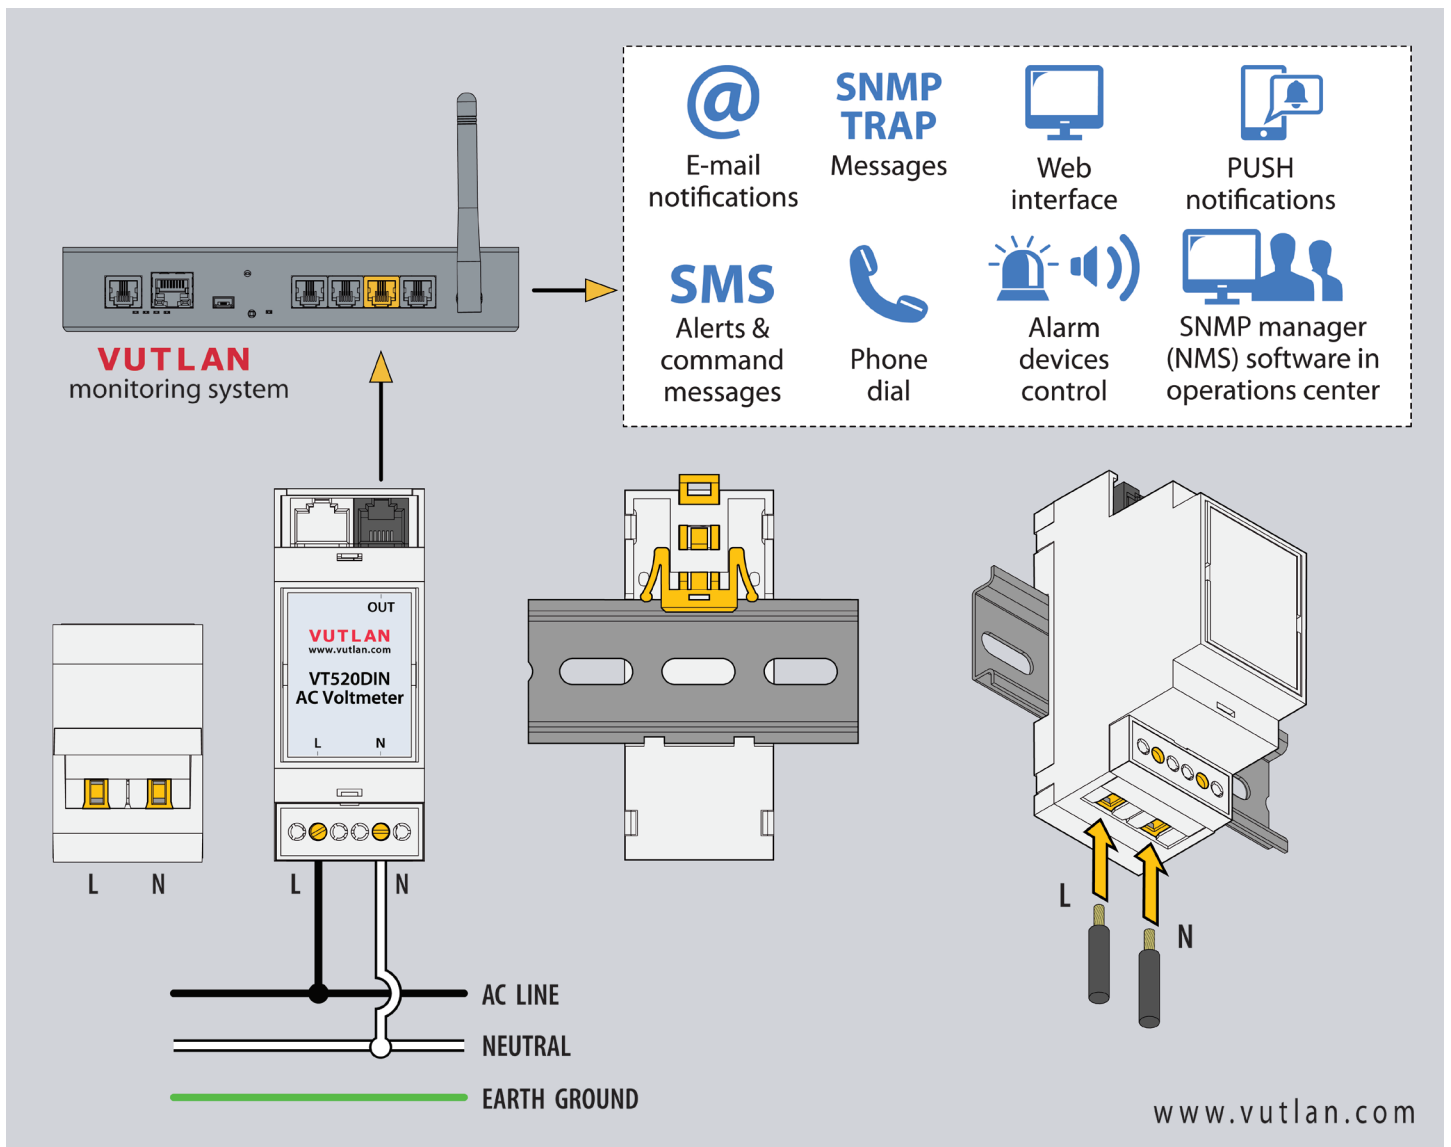 SNMP
TRAP
E-mail
notifications
Messages
Web
interface
PUSH
notifications
SMS
Alerts &
command
messages
Phone
dial
Alarm
devices
control
SNMP manager
(NMS) software in
operations center
VUTLAN
monitoring system
OUT
VUTLAN
www.vutlan.com
VT520DIN
AC Voltmeter
L N
L N
L N
L
N
AC LINE
NEUTRAL
EARTH GROUND
www.vutlan.com